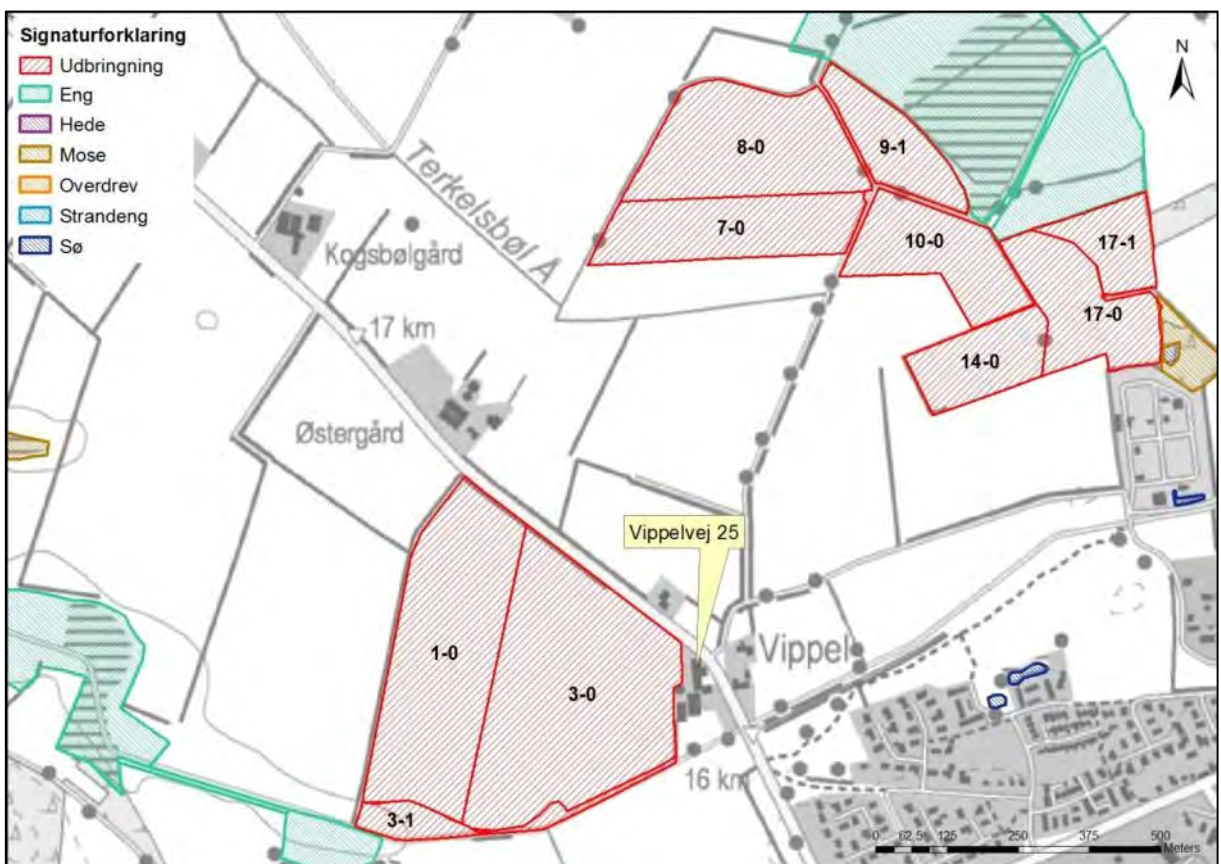 Signaturforklaring
Udbringning
Eng
Hede
Mose
Overdrev
Strandeng
Sø
N
8-0
9-1
7-0
10-0
17-1
17-0
14-0
Terkelsbøl Å
Kogsbølgård
17 km
Østergård
Vippelvej 25
Vippel
1-0
3-0
3-1
16 km
0 62,5 125 250 375 500
Meters